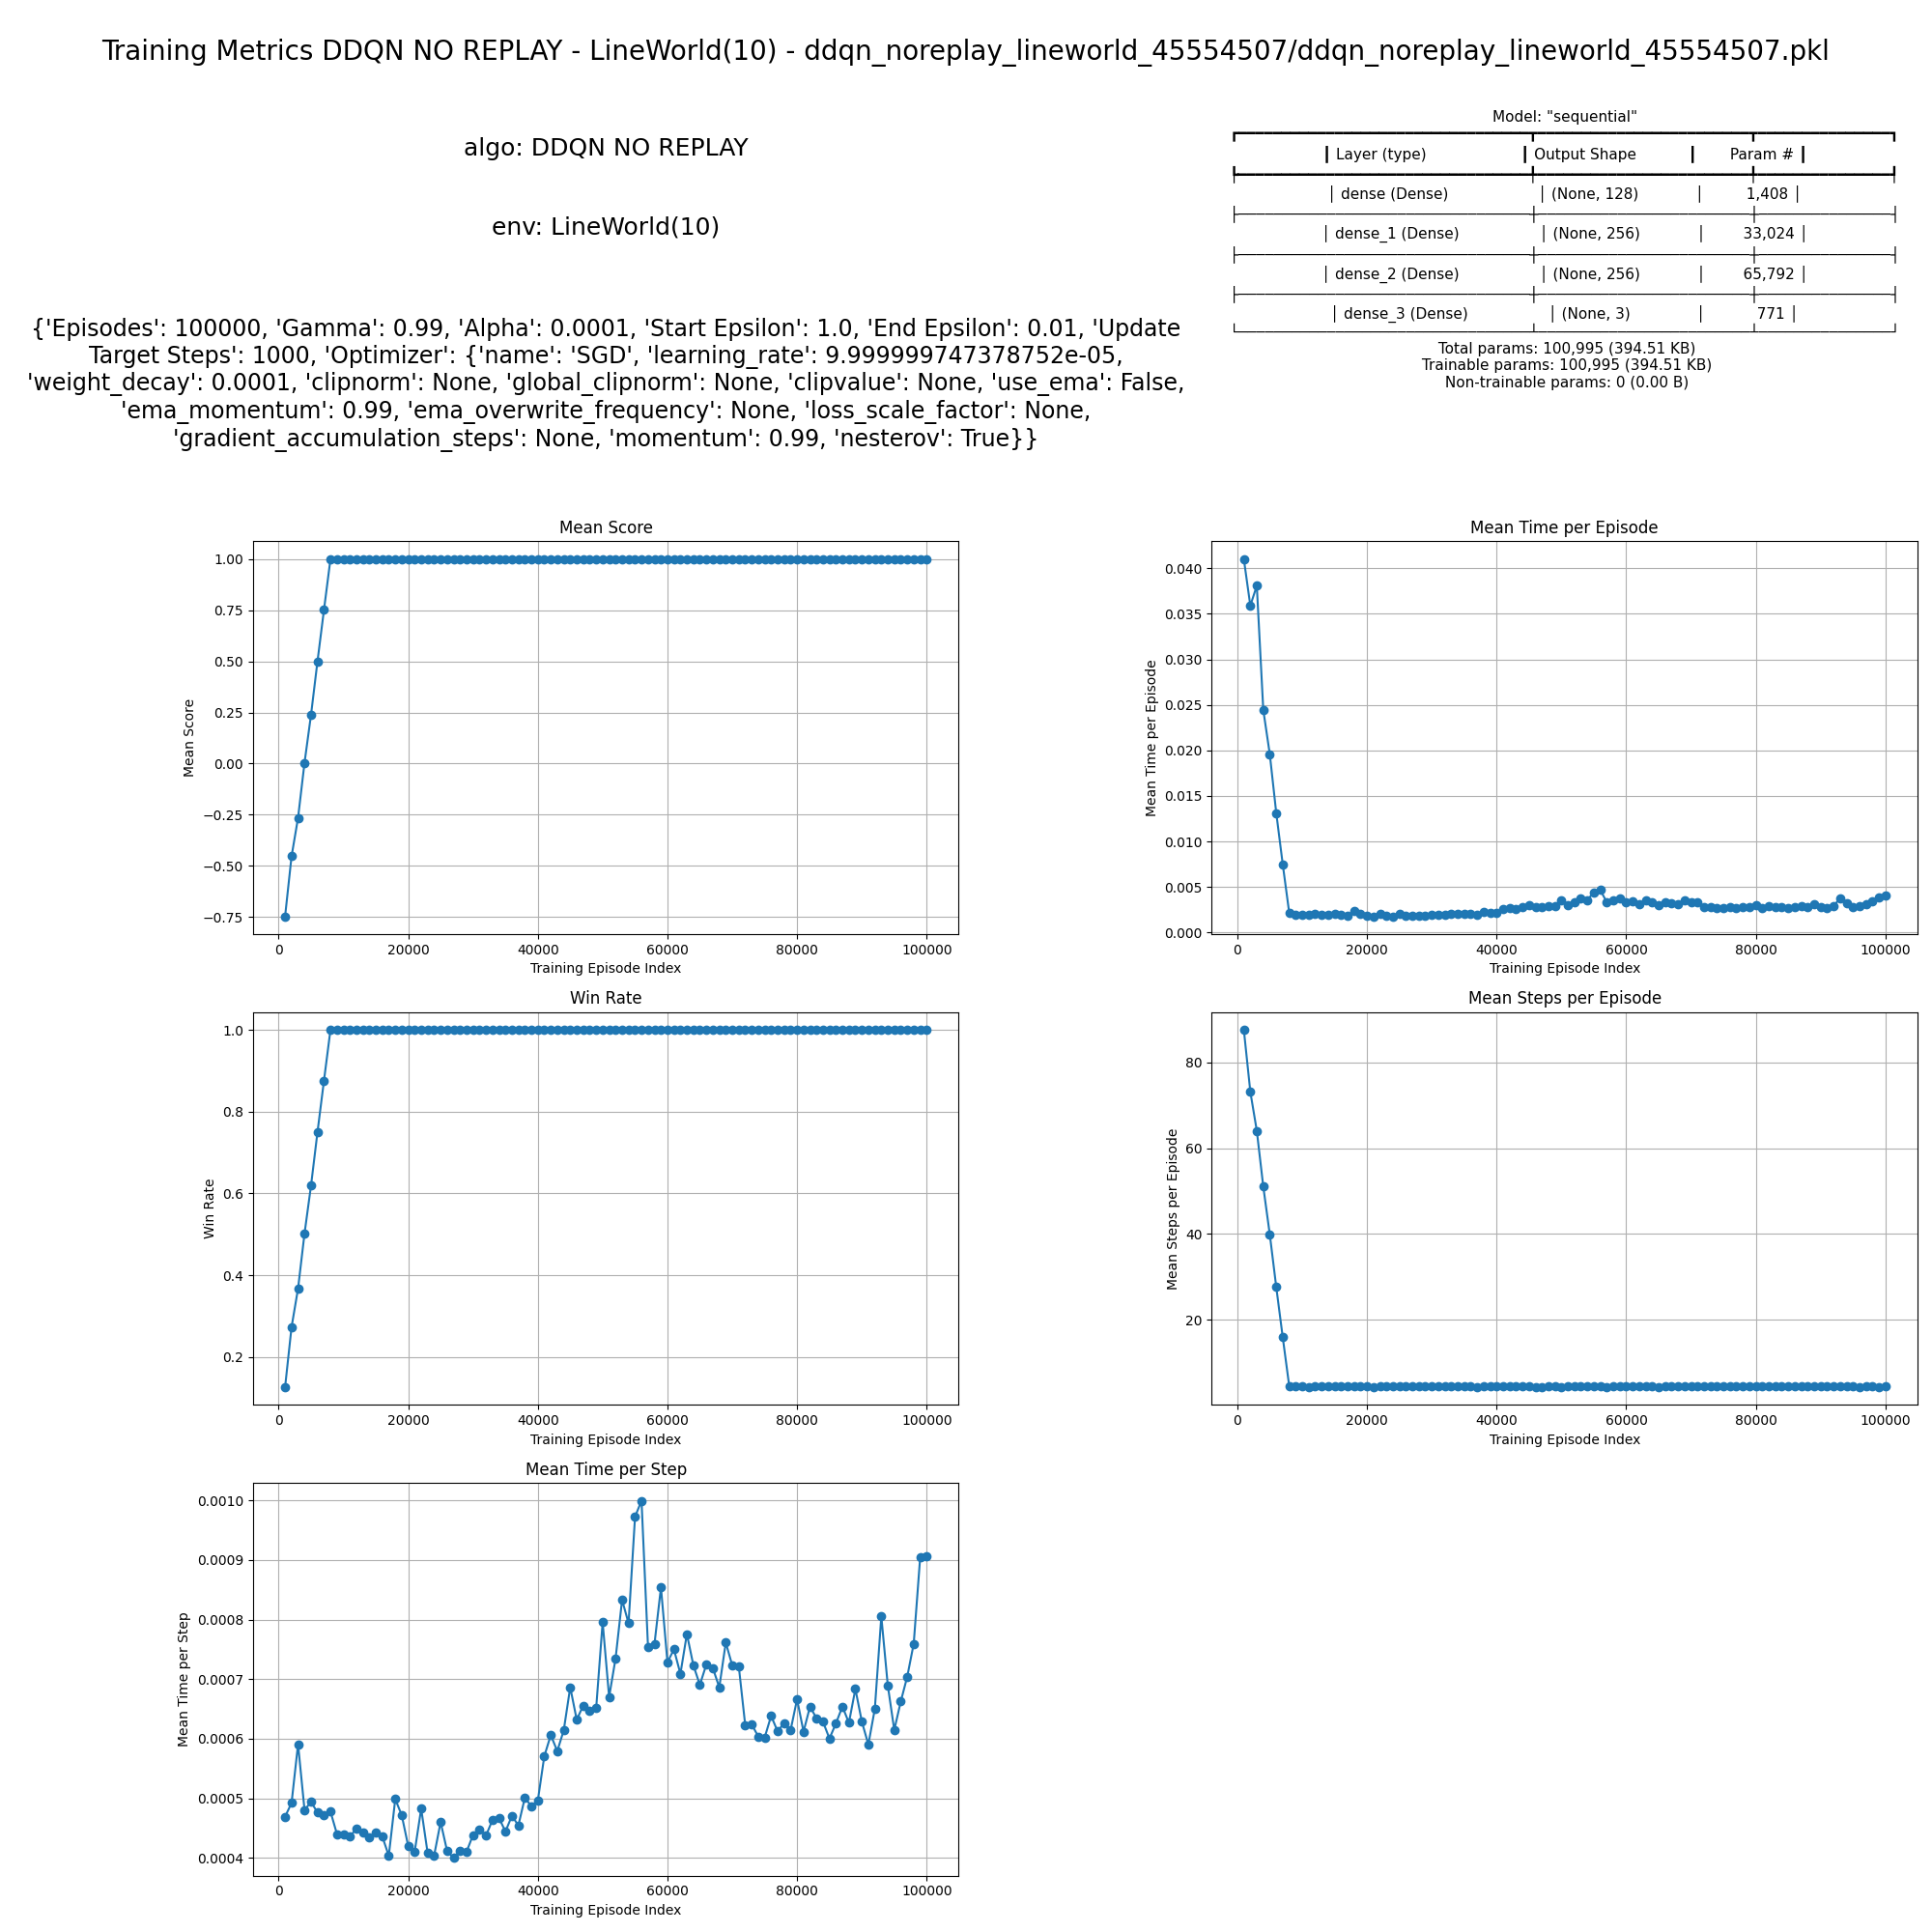 Training Metrics DDQN NO REPLAY - LineWorld(10) - ddqn_noreplay_lineworld_45554507/ddqn_noreplay_lineworld_45554507.pkl
algo: DDQN NO REPLAY
env: LineWorld(10)
{'Episodes': 100000, 'Gamma': 0.99, 'Alpha': 0.0001, 'Start Epsilon': 1.0, 'End Epsilon': 0.01, 'Update
Target Steps': 1000, 'Optimizer': {'name': 'SGD', 'learning_rate': 9.999999747378752e-05,
'weight_decay': 0.0001, 'clipnorm': None, 'global_clipnorm': None, 'clipvalue': None, 'use_ema': False,
'ema_momentum': 0.99, 'ema_overwrite_frequency': None, 'loss_scale_factor': None,
'gradient_accumulation_steps': None, 'momentum': 0.99, 'nesterov': True}}
Model: "sequential"
Layer (type) Output Shape Param #
dense (Dense) (None, 128) 1,408
dense_1 (Dense) (None, 256) 33,024
dense_2 (Dense) (None, 256) 65,792
dense_3 (Dense) (None, 3) 771
Total params: 100,995 (394.51 KB)
Trainable params: 100,995 (394.51 KB)
Non-trainable params: 0 (0.00 B)
Mean Score
Mean Score
1.00
0.75
0.50
0.25
0.00
−0.25
−0.50
−0.75
0 20000 40000 60000 80000 100000
Training Episode Index
Mean Time per Episode
Mean Time per Episode
0.040
0.035
0.030
0.025
0.020
0.015
0.010
0.005
0.000
0 20000 40000 60000 80000 100000
Training Episode Index
Win Rate
Win Rate
1.0
0.8
0.6
0.4
0.2
0 20000 40000 60000 80000 100000
Training Episode Index
Mean Steps per Episode
Mean Steps per Episode
80
60
40
20
0 20000 40000 60000 80000 100000
Training Episode Index
Mean Time per Step
Mean Time per Step
0.0010
0.0009
0.0008
0.0007
0.0006
0.0005
0.0004
0 20000 40000 60000 80000 100000
Training Episode Index